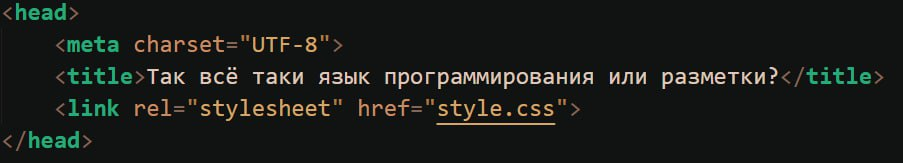 <head>
<meta charset="UTF-8">
<title>Так всё таки язык программирования или разметки?</title>
<link rel="stylesheet" href="style.css">
</head>